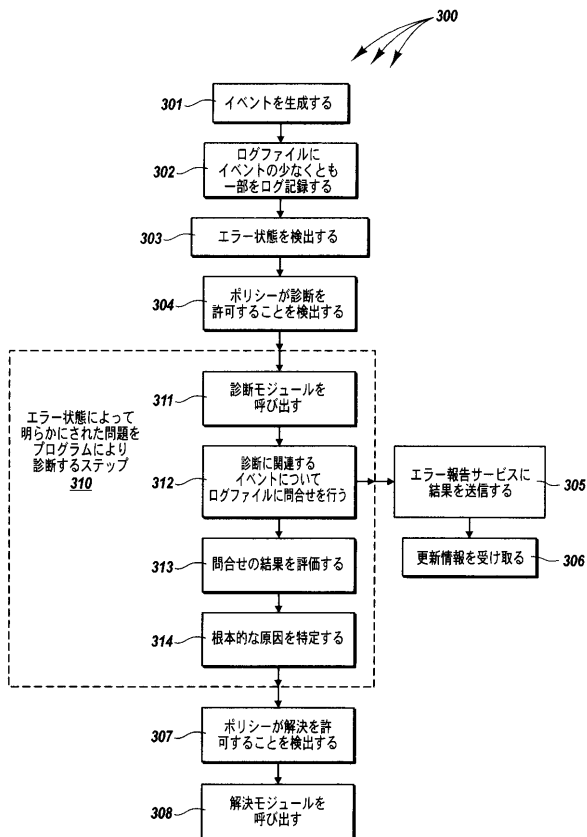 300
301
イベントを生成する
302
ログファイルに
イベントの少なくとも
一部をログ記録する
303
エラー状態を検出する
304
ポリシーが診断を
許可することを検出する
エラー状態によって
明らかにされた問題を
プログラムにより
診断するステップ
310
311
診断モジュールを
呼び出す
312
診断に関連する
イベントについて
ログファイルに問合せを行う
エラー報告サービスに
結果を送信する
305
更新情報を受け取る
306
313
問合せの結果を評価する
314
根本的な原因を特定する
307
ポリシーが解決を許
可することを検出する
308
解決モジュールを
呼び出す